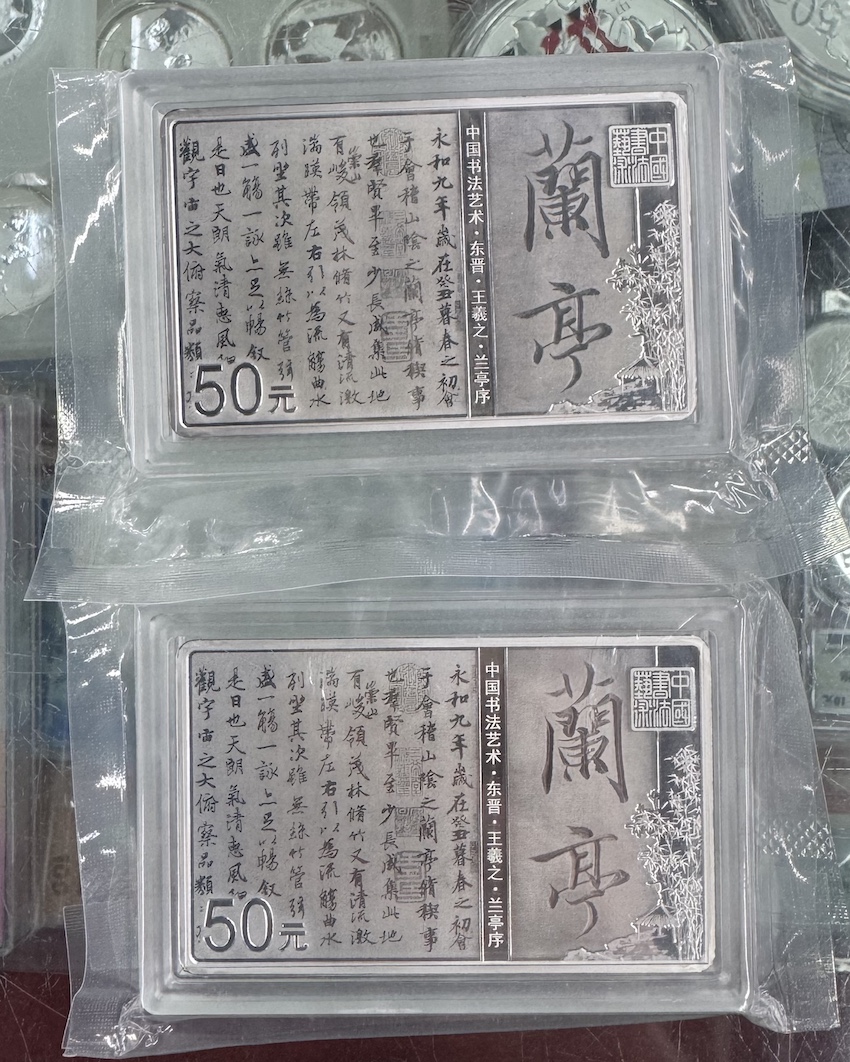 中國
書法
藝術
蘭亭
中国书法艺术·东晋·王羲之·兰亭序
永和九年歲在癸丑暮春之初會
于會稽山陰之蘭亭脩稧事
也羣賢畢至少長咸集此地
有崇山峻領茂林脩竹又有清流激
湍暎帶左右引以為流觴曲水
列坐其次雖無絲竹管弦
盛一觴一詠亦足以暢敘
是日也天朗氣清惠風
觀宇宙之大俯察品類
50元
中國
書法
藝術
蘭亭
中国书法艺术·东晋·王羲之·兰亭序
永和九年歲在癸丑暮春之初會
于會稽山陰之蘭亭脩稧事
也羣賢畢至少長咸集此地
有崇山峻領茂林脩竹又有清流激
湍暎帶左右引以為流觴曲水
列坐其次雖無絲竹管弦
盛一觴一詠亦足以暢敘
是日也天朗氣清惠風
觀宇宙之大俯察品類
50元